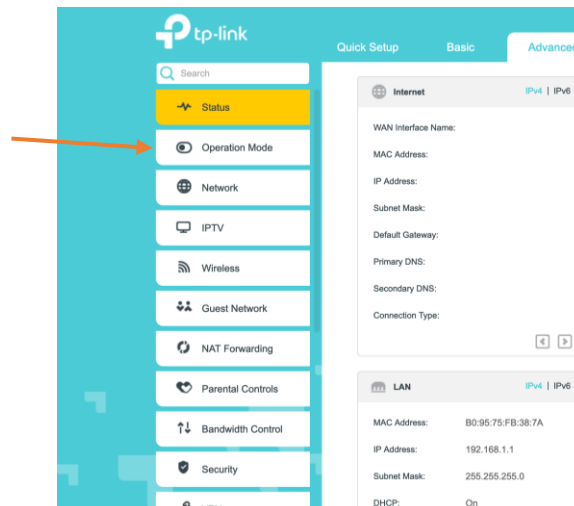 tp-link
Quick Setup Basic Advanced
Search
Status
Operation Mode
Network
IPTV
Wireless
Guest Network
NAT Forwarding
Parental Controls
Bandwidth Control
Security
Internet IPv4 | IPv6
WAN Interface Name:
MAC Address:
IP Address:
Subnet Mask:
Default Gateway:
Primary DNS:
Secondary DNS:
Connection Type:
LAN IPv4 | IPv6
MAC Address: B0:95:75:FB:38:7A
IP Address: 192.168.1.1
Subnet Mask: 255.255.255.0
DHCP: On